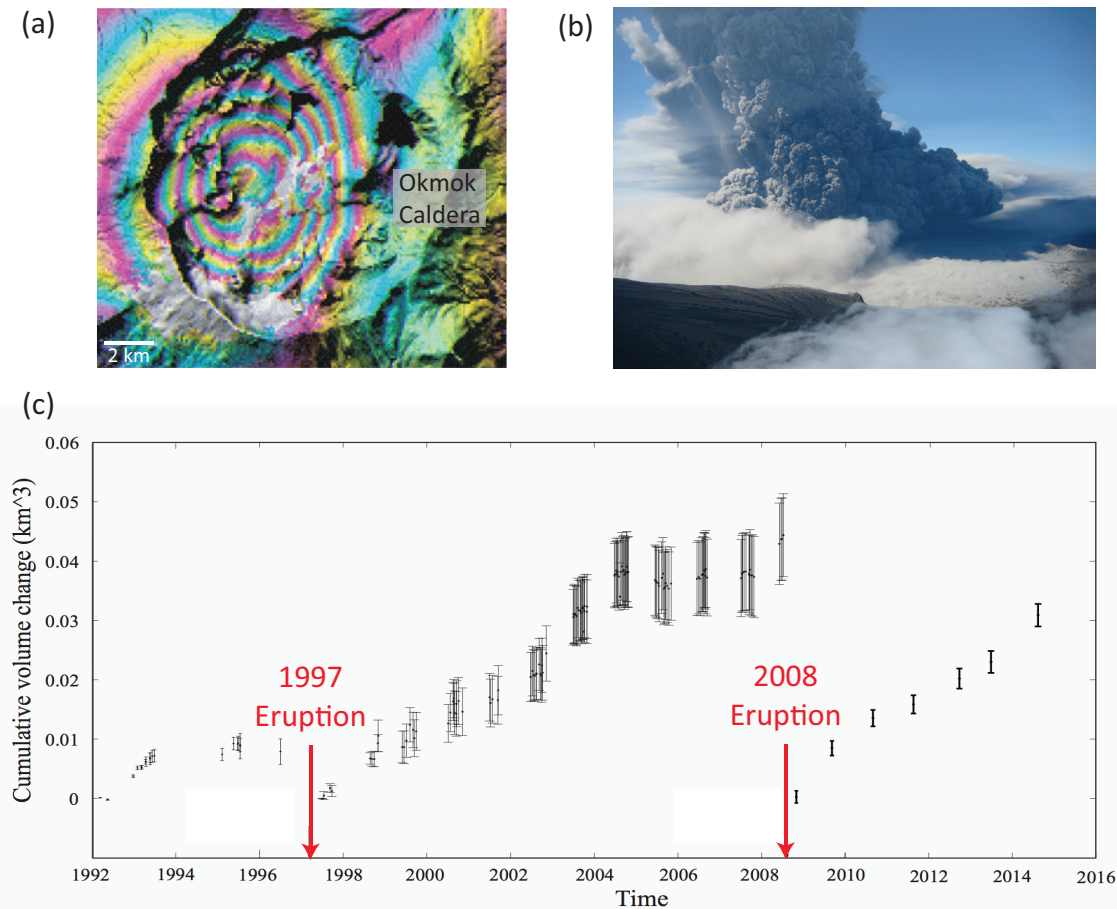 (a)
(b)
Okmok
Caldera
2 km
(c)
Cumulative volume change (km^3)
0.06
0.05
0.04
0.03
0.02
0.01
0
1997
Eruption
2008
Eruption
1992 1994 1996 1998 2000 2002 2004 2006 2008 2010 2012 2014 2016
Time